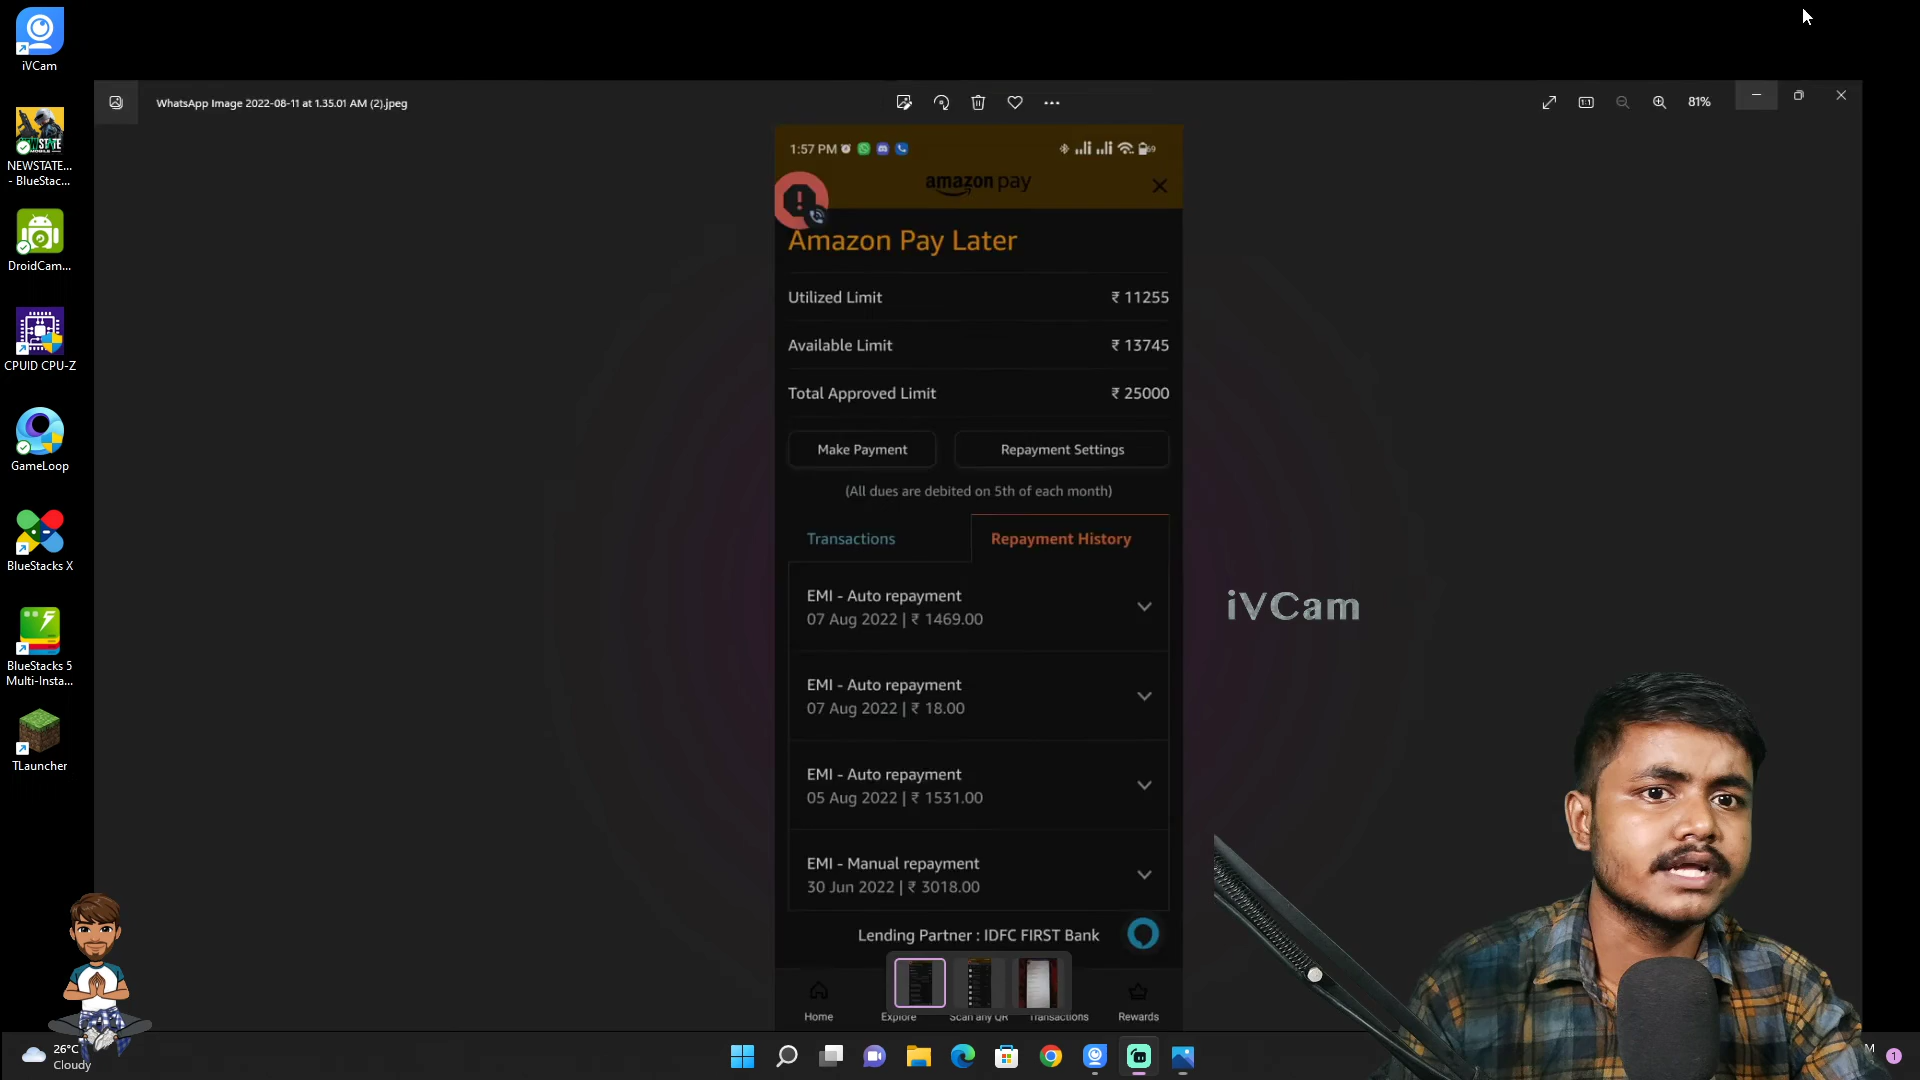 iVCam
NEWSTATE...
- BlueStac...
DroidCam...
CPUID CPU-Z
GameLoop
BlueStacks X
BlueStacks 5
Multi-Insta...
TLauncher
WhatsApp Image 2022-08-11 at 1.35.01 AM (2).jpeg
81%
1:57 PM
69
amazon pay
Amazon Pay Later
Utilized Limit ₹ 11255
Available Limit ₹ 13745
Total Approved Limit ₹ 25000
Make Payment Repayment Settings
(All dues are debited on 5th of each month)
Transactions Repayment History
EMI - Auto repayment
07 Aug 2022 | ₹ 1469.00
EMI - Auto repayment
07 Aug 2022 | ₹ 18.00
EMI - Auto repayment
05 Aug 2022 | ₹ 1531.00
EMI - Manual repayment
30 Jun 2022 | ₹ 3018.00
Lending Partner : IDFC FIRST Bank
Home Explore Scan any QR Transactions Rewards
iVCam
26°C
Cloudy
M
1